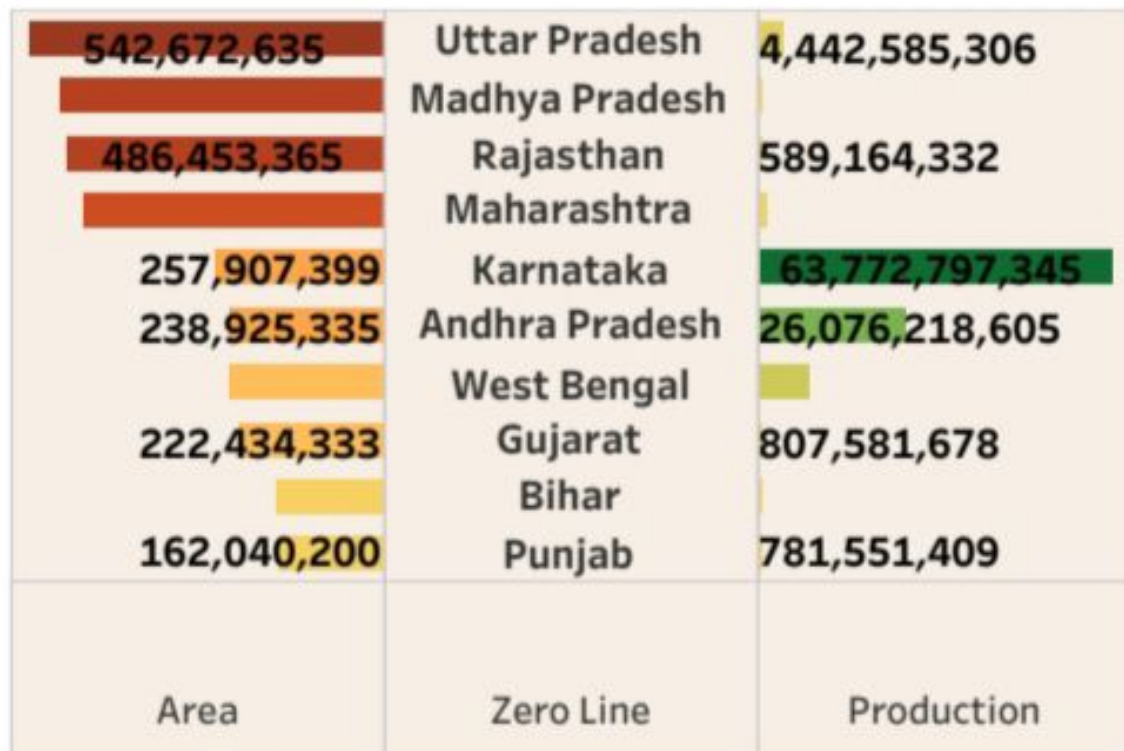 542,672,635 Uttar Pradesh 4,442,585,306
Madhya Pradesh
486,453,365 Rajasthan 589,164,332
Maharashtra
257,907,399 Karnataka 63,772,797,345
238,925,335 Andhra Pradesh 26,076,218,605
West Bengal
222,434,333 Gujarat 807,581,678
Bihar
162,040,200 Punjab 781,551,409
Area Zero Line Production